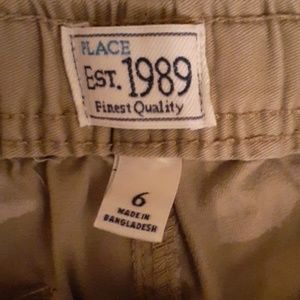 PLACE
EST. 1989
Finest Quality
6
MADE IN
BANGLADESH